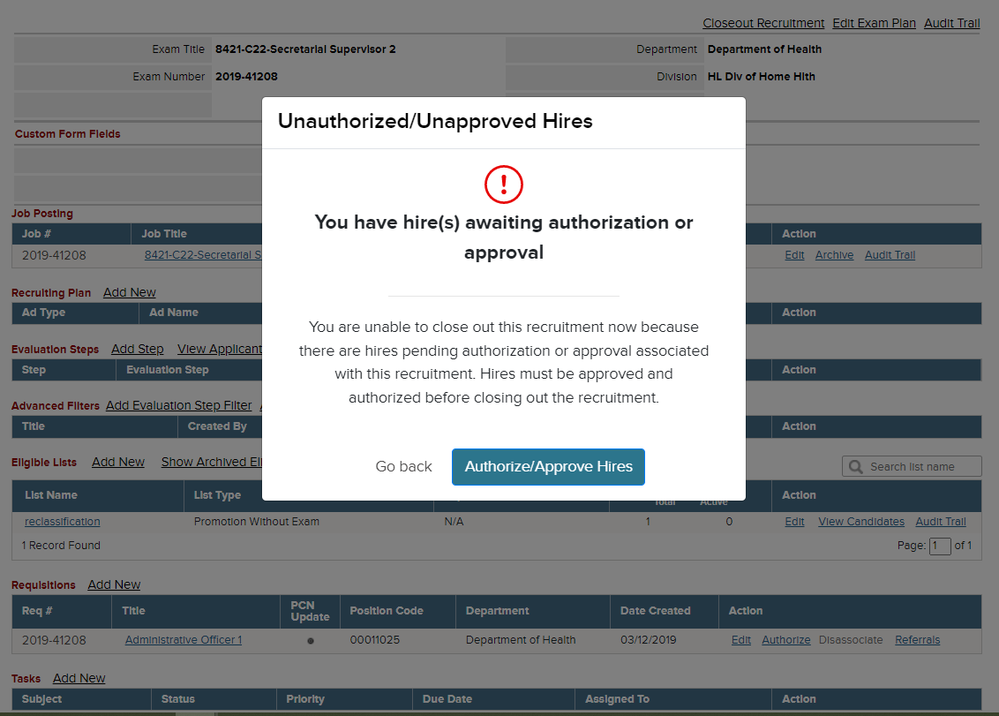 Closeout Recruitment Edit Exam Plan Audit Trail
Exam Title 8421-C22-Secretarial Supervisor 2 Department Department of Health
Exam Number 2019-41208 Division HL Div of Home Hlth
Custom Form Fields
Unauthorized/Unapproved Hires
!
You have hire(s) awaiting authorization or
approval
You are unable to close out this recruitment now because
there are hires pending authorization or approval associated
with this recruitment. Hires must be approved and
authorized before closing out the recruitment.
Go back Authorize/Approve Hires
Job Posting
Job # Job Title Action
2019-41208 8421-C22-Secretarial S Edit Archive Audit Trail
Recruiting Plan Add New
Ad Type Ad Name Action
Evaluation Steps Add Step View Applicant
Step Evaluation Step Action
Advanced Filters Add Evaluation Step Filter
Title Created By Action
Eligible Lists Add New Show Archived Eli Search list name
List Name List Type Total Active Action
reclassification Promotion Without Exam N/A 1 0 Edit View Candidates Audit Trail
1 Record Found Page: 1 of 1
Requisitions Add New
Req # Title PCN Update Position Code Department Date Created Action
2019-41208 Administrative Officer 1 00011025 Department of Health 03/12/2019 Edit Authorize Disassociate Referrals
Tasks Add New
Subject Status Priority Due Date Assigned To Action